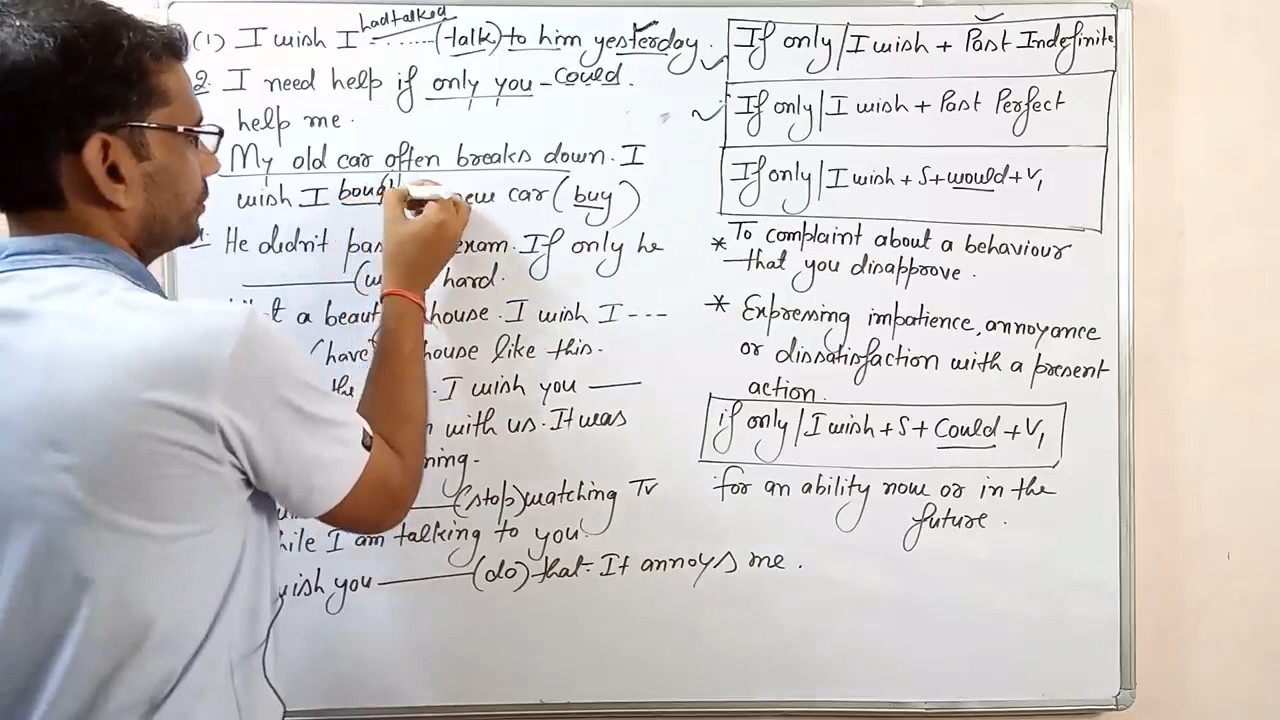 (1) I wish I ........ (talk) to him yesterday.
had talked
2. I need help if only you - could.
help me.
My old car often breaks down. I
wish I bough new car (buy)
He didn't pas exam. If only he
hard.
a beaut house. I wish I ---
(have house like this.
the . I wish you ——
with us. It was
ning.
(stop) watching TV
hile I am talking to you.
wish you ———— (do) that. It annoys me.
If only/I wish + Past Indefinite
If only/I wish + Past Perfect
If only/I wish + S + would + V1
* To complaint about a behaviour
that you disapprove.
* Expressing impatience, annoyance
or dissatisfaction with a present
action.
if only/I wish + S + Could + V1
for an ability now or in the
future.